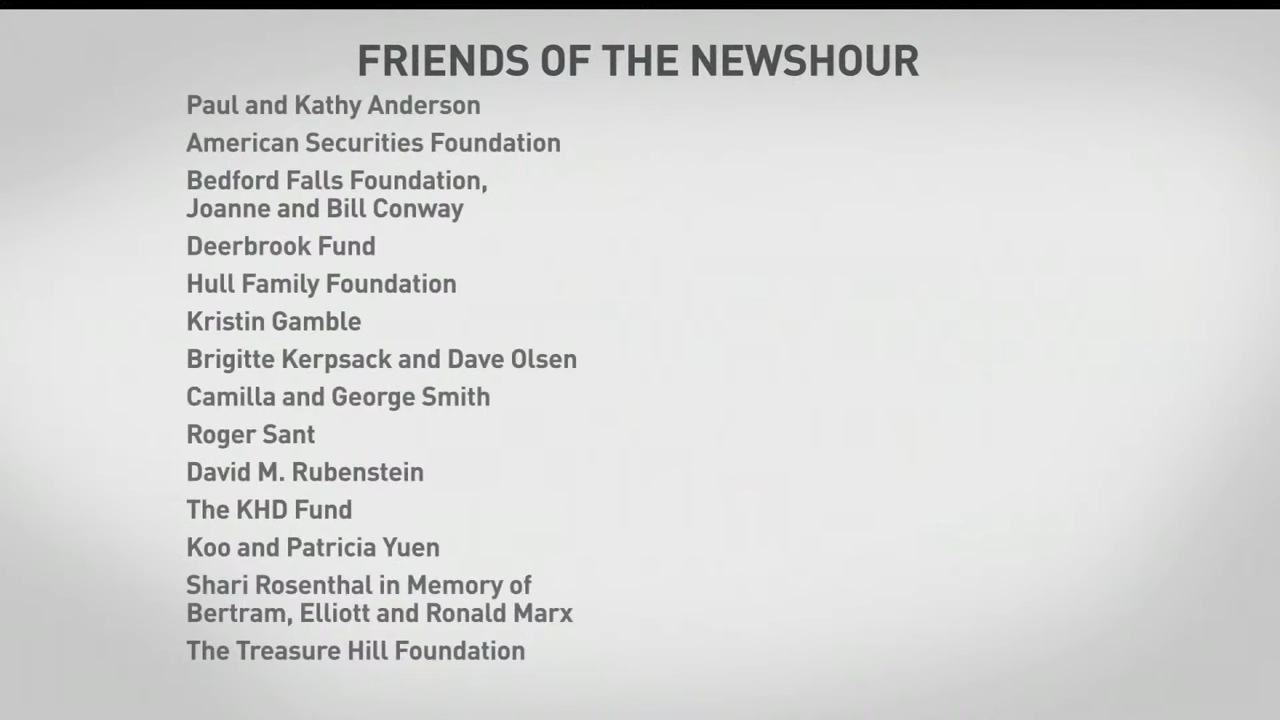 FRIENDS OF THE NEWSHOUR
Paul and Kathy Anderson
American Securities Foundation
Bedford Falls Foundation,
Joanne and Bill Conway
Deerbrook Fund
Hull Family Foundation
Kristin Gamble
Brigitte Kerpsack and Dave Olsen
Camilla and George Smith
Roger Sant
David M. Rubenstein
The KHD Fund
Koo and Patricia Yuen
Shari Rosenthal in Memory of
Bertram, Elliott and Ronald Marx
The Treasure Hill Foundation